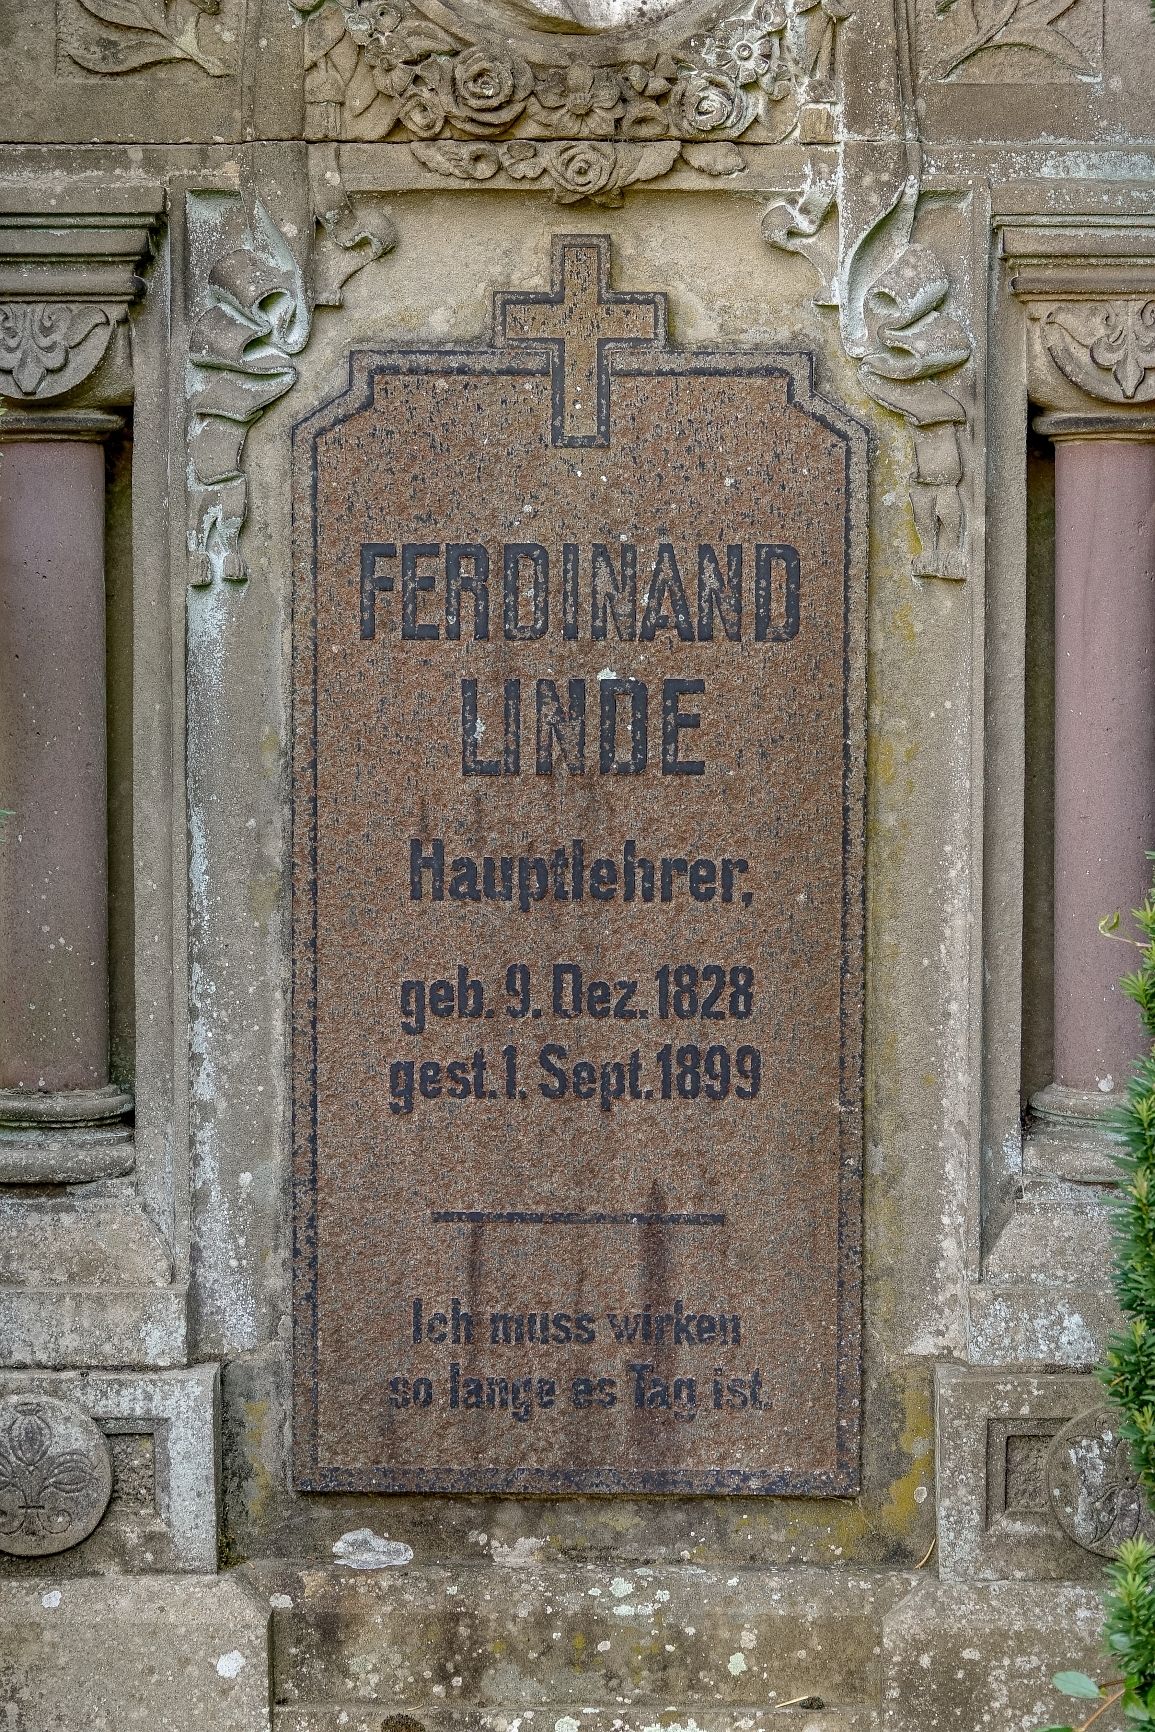 FERDINAND
LINDE
Hauptlehrer,
geb. 9. Dez. 1828
gest. 1. Sept. 1899
Ich muss wirken
so lange es Tag ist.